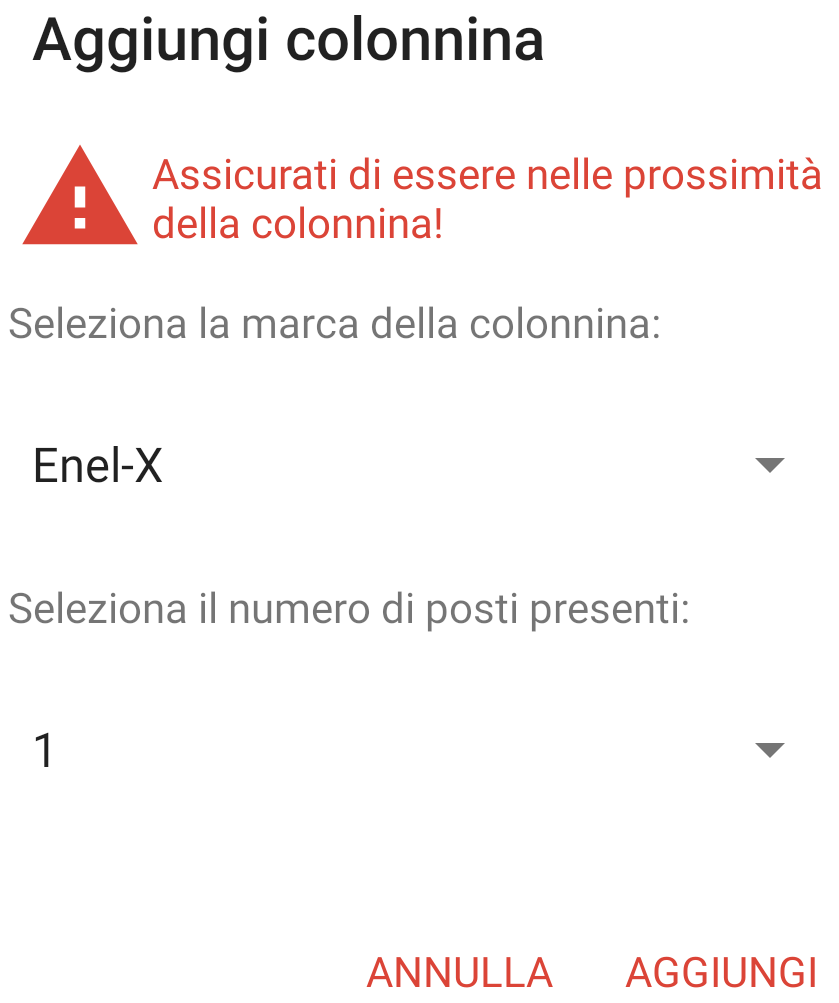 Aggiungi colonnina
Assicurati di essere nelle prossimità
della colonnina!
Seleziona la marca della colonnina:
Enel-X
Seleziona il numero di posti presenti:
1
ANNULLA AGGIUNGI